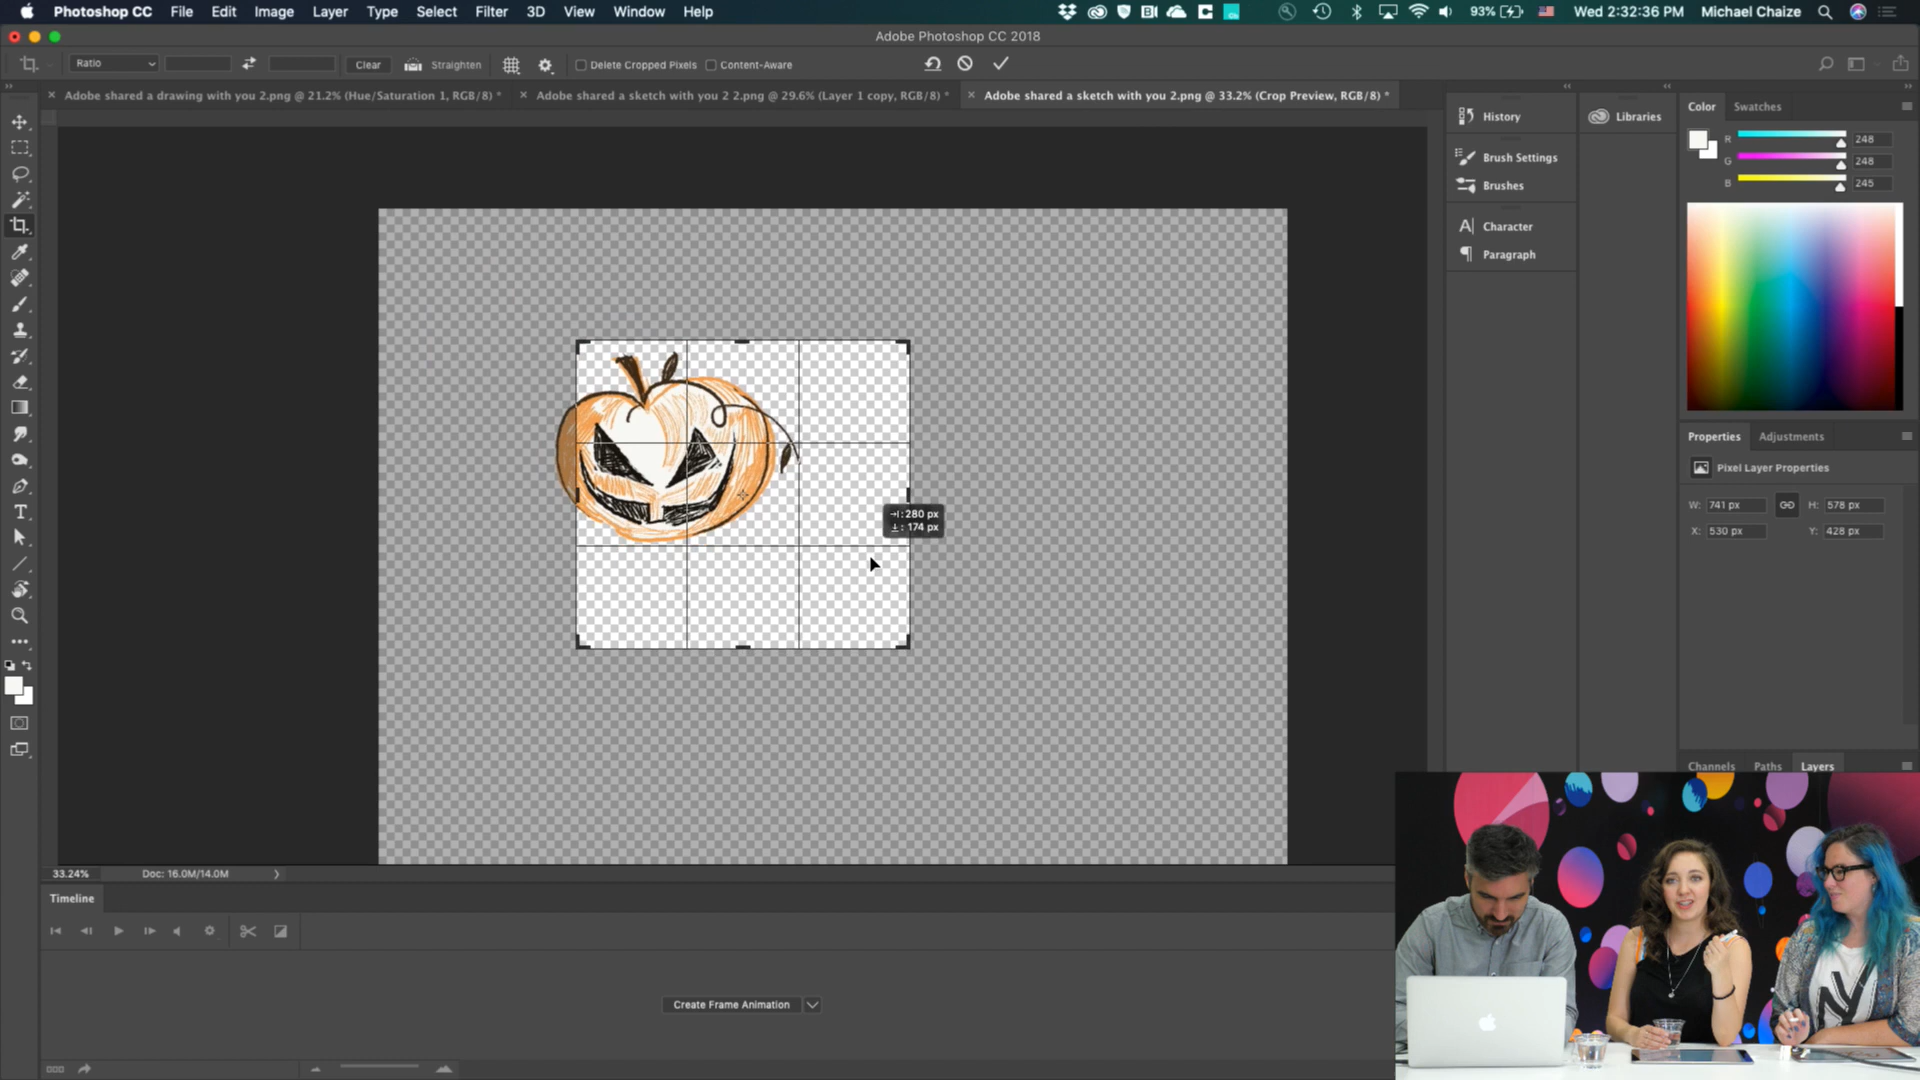 Photoshop CC File Edit Image Layer Type Select Filter 3D View Window Help
93% Wed 2:32:36 PM Michael Chaize
Adobe Photoshop CC 2018
Ratio Clear Straighten Delete Cropped Pixels Content-Aware
Adobe shared a drawing with you 2.png @ 21.2% (Hue/Saturation 1, RGB/8) *
Adobe shared a sketch with you 2 2.png @ 29.6% (Layer 1 copy, RGB/8) *
Adobe shared a sketch with you 2.png @ 33.2% (Crop Preview, RGB/8) *
History
Brush Settings
Brushes
Character
Paragraph
Libraries
Color Swatches
R 248
G 248
B 245
Properties Adjustments
Pixel Layer Properties
W: 741 px H: 578 px
X: 530 px Y: 428 px
Channels Paths Layers
: 280 px
: 174 px
33.24% Doc: 16.0M/14.0M
Timeline
Create Frame Animation